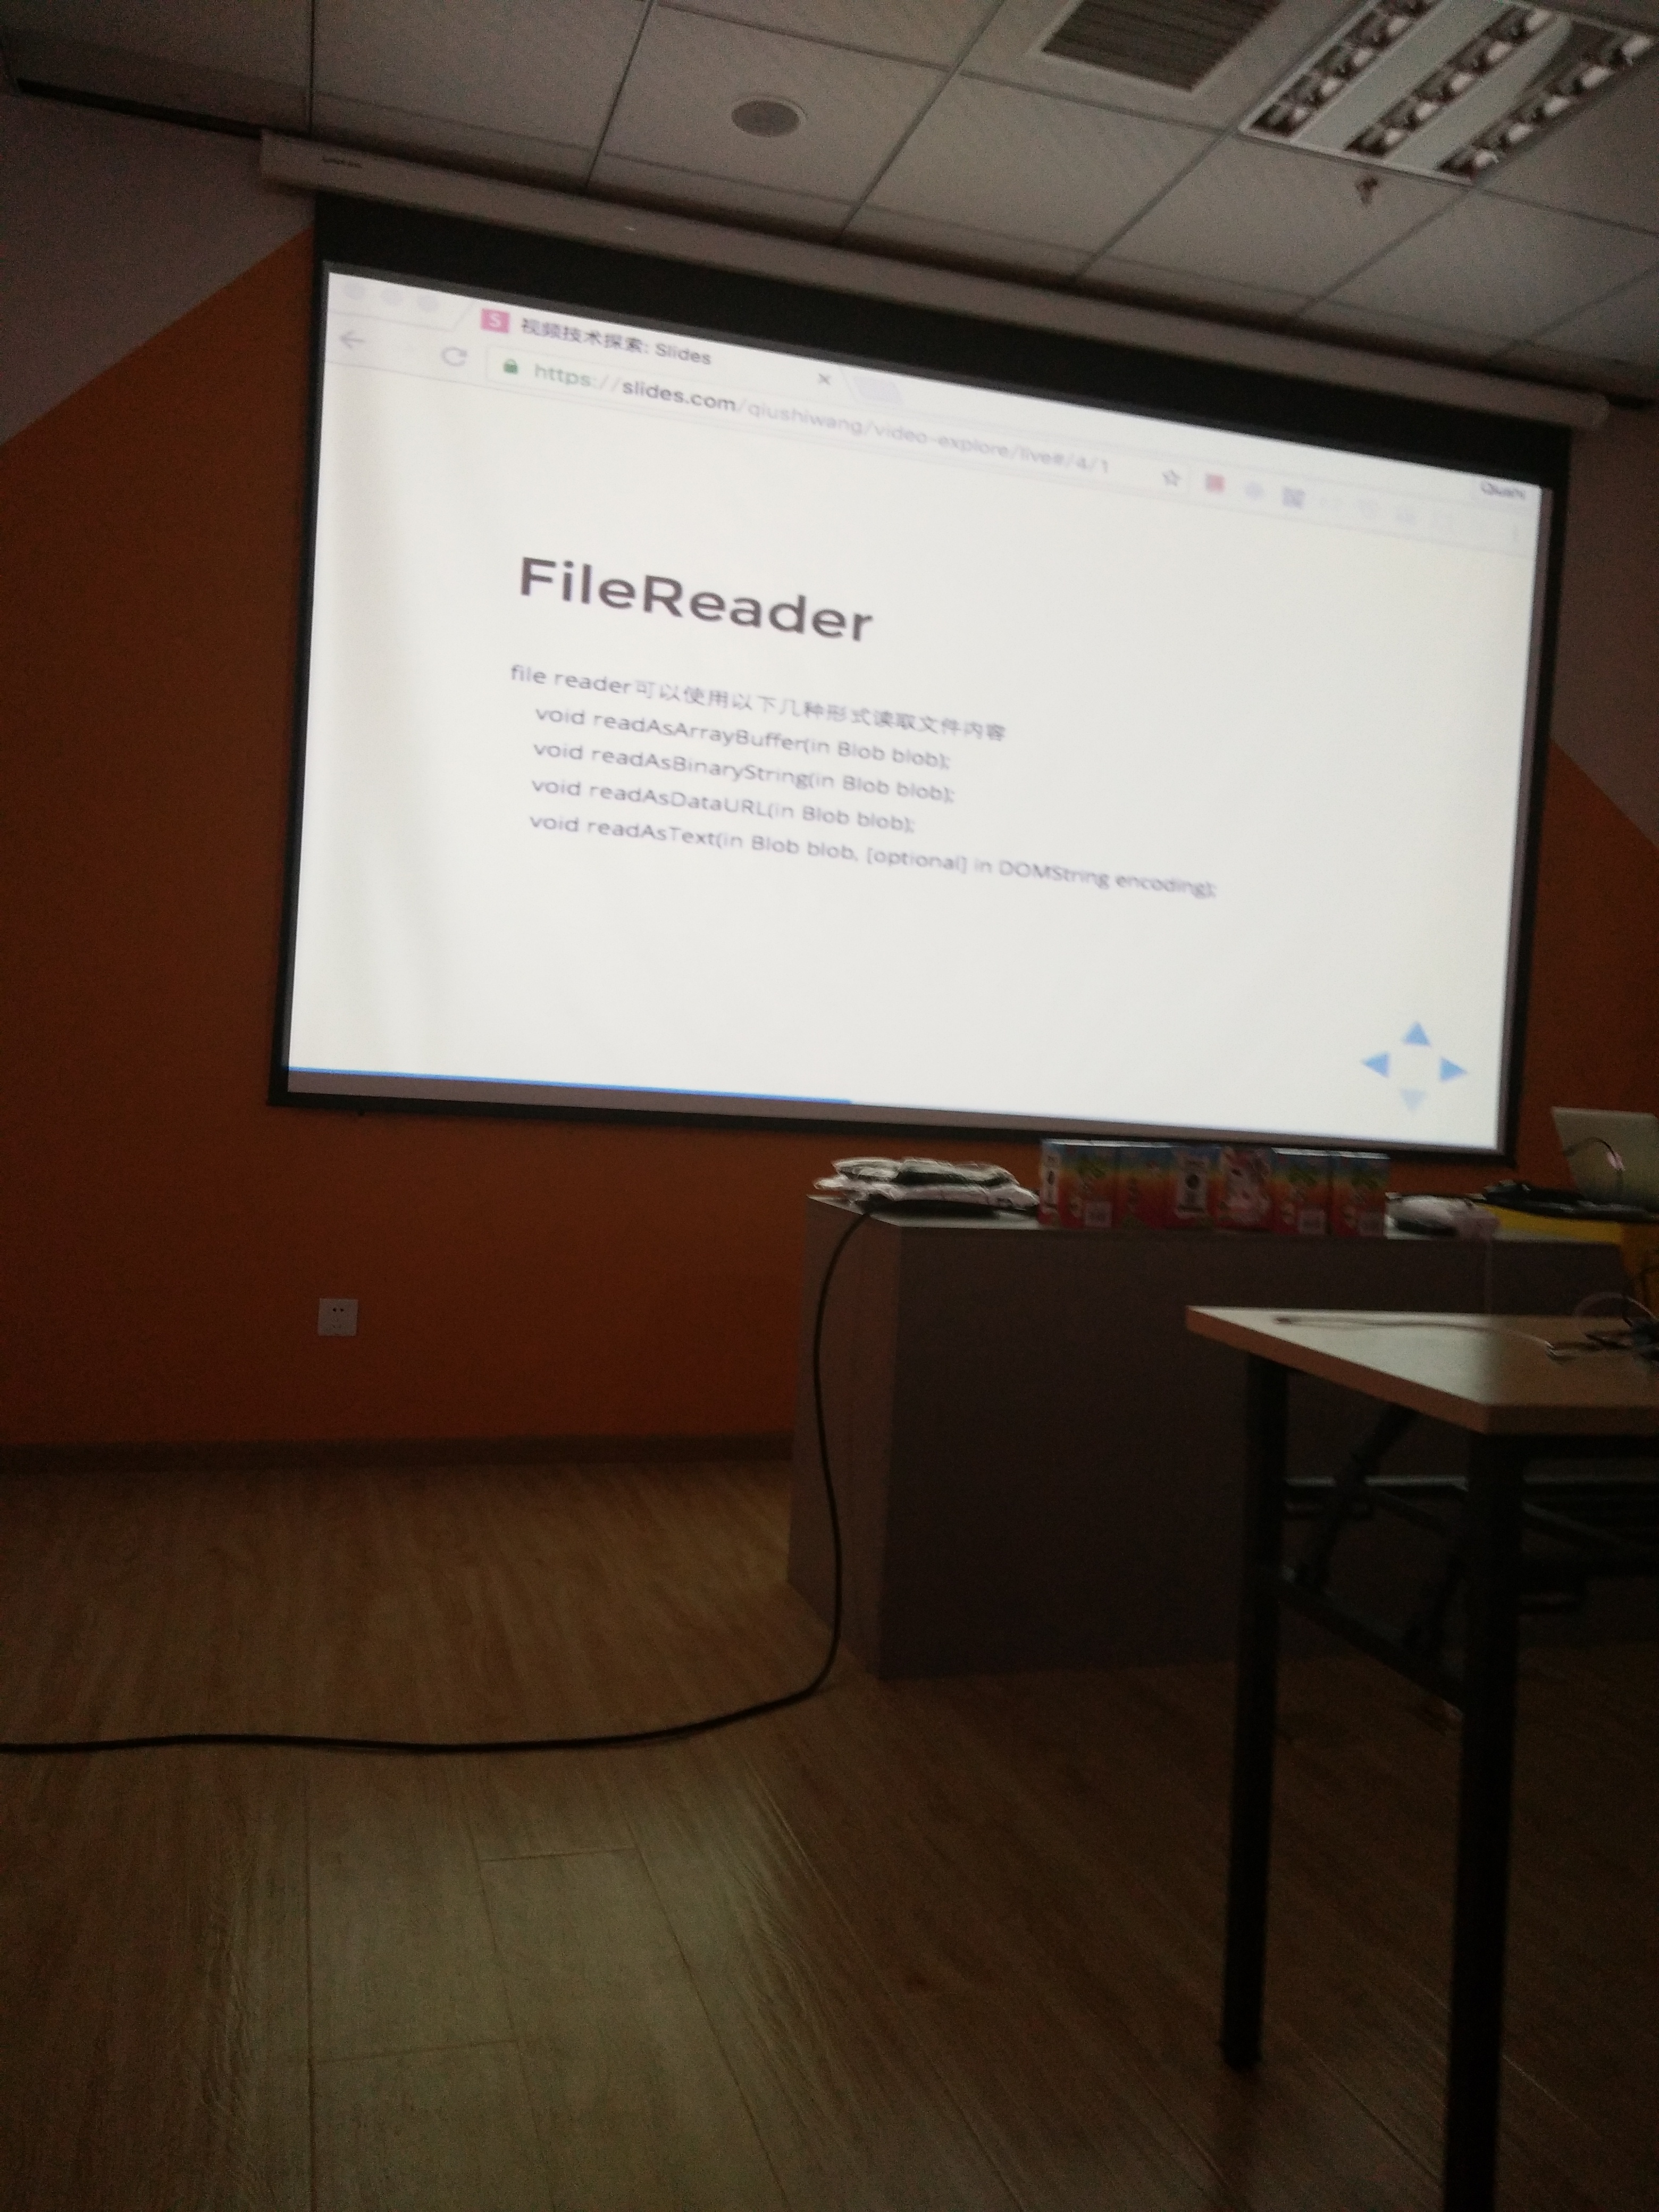 S 视频技术探索: Slides
https://slides.com/qiushiwang/video-explore/live#/4/1
Qiushi
FileReader
file reader可以使用以下几种形式读取文件内容
void readAsArrayBuffer(in Blob blob);
void readAsBinaryString(in Blob blob);
void readAsDataURL(in Blob blob);
void readAsText(in Blob blob, [optional] in DOMString encoding);